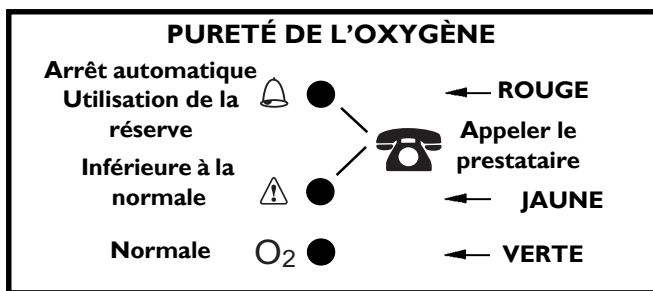 PURETÉ DE L'OXYGÈNE
Arrêt automatique
Utilisation de la
réserve
ROUGE
Appeler le
prestataire
Inférieure à la
normale
JAUNE
Normale
O2
VERTE